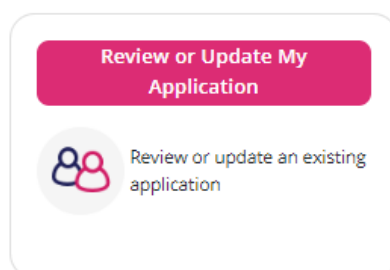 Review or Update My
Application
Review or update an existing
application